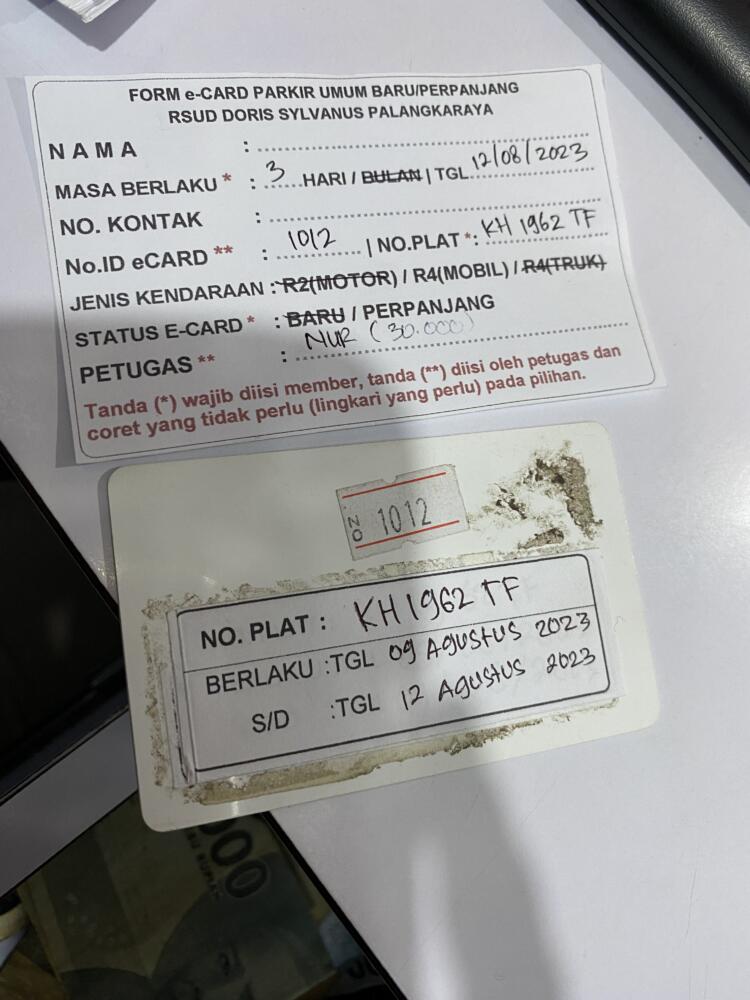 FORM e-CARD PARKIR UMUM BARU/PERPANJANG
RSUD DORIS SYLVANUS PALANGKARAYA
NAMA :
MASA BERLAKU * : 3 HARI / BULAN | TGL 12/08/2023
NO. KONTAK :
No.ID eCARD ** : 1012 | NO.PLAT *: KH 1962 TF
JENIS KENDARAAN : R2(MOTOR) / R4(MOBIL) / R4(TRUK)
STATUS E-CARD * : BARU / PERPANJANG
PETUGAS ** : NUR (30.000)
Tanda (*) wajib diisi member, tanda (**) diisi oleh petugas dan
coret yang tidak perlu (lingkari yang perlu) pada pilihan.
NO 1012
NO. PLAT : KH 1962 TF
BERLAKU :TGL 09 AGUSTUS 2023
S/D :TGL 12 AGUSTUS 2023